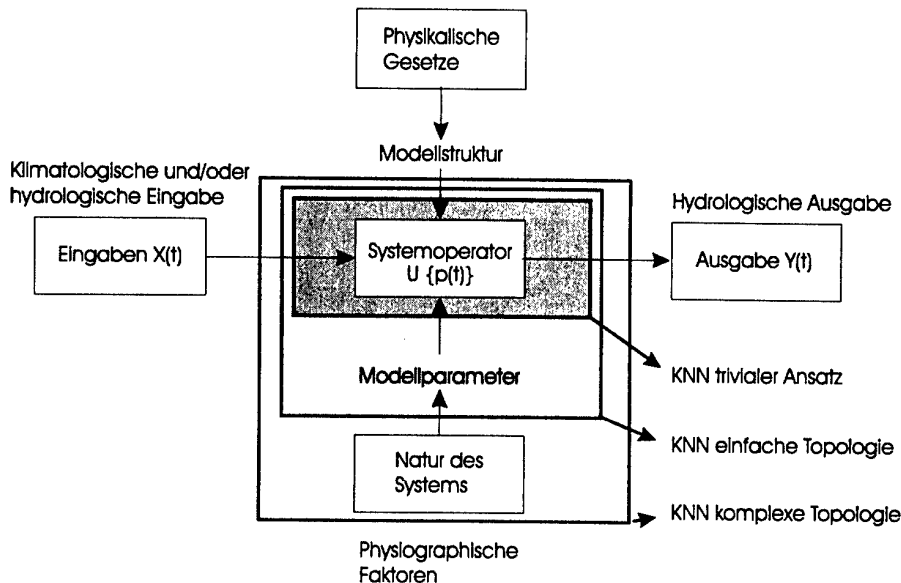 Physikalische
Gesetze
Modellstruktur
Klimatologische und/oder
hydrologische Eingabe
Hydrologische Ausgabe
Eingaben X(t)
Systemoperator
U {p(t)}
Ausgabe Y(t)
KNN trivialer Ansatz
Modellparameter
KNN einfache Topologie
Natur des
Systems
KNN komplexe Topologie
Physiographische
Faktoren